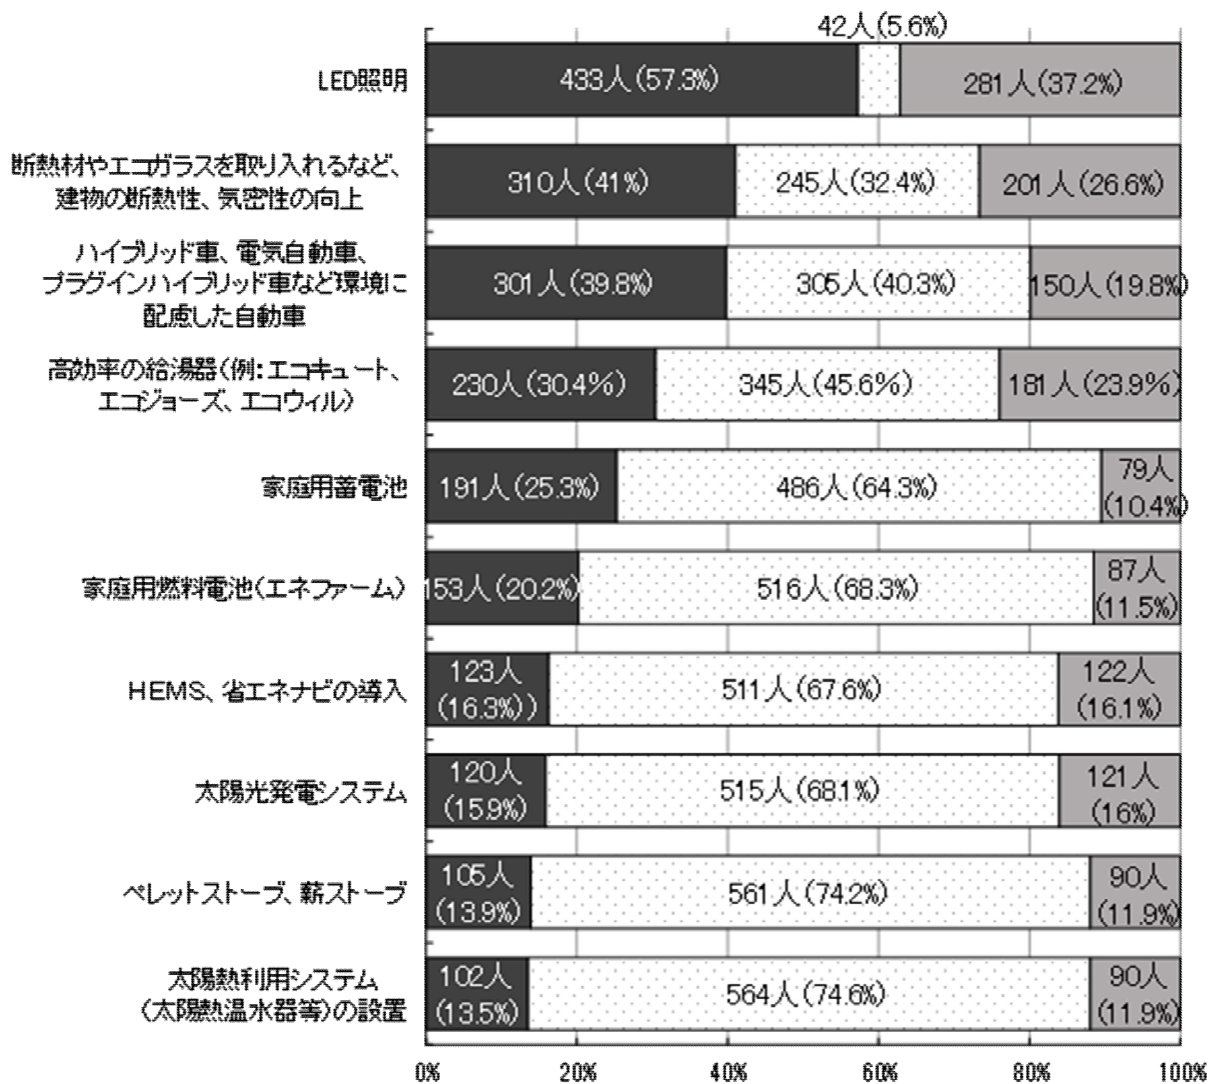 42人(5.6%)
LED照明
433人(57.3%)
281人(37.2%)
断熱材やエコガラスを取り入れるなど、
建物の断熱性、気密性の向上
310人(41%)
245人(32.4%)
201人(26.6%)
ハイブリッド車、電気自動車、
プラグインハイブリッド車など環境に
配慮した自動車
301人(39.8%)
305人(40.3%)
150人(19.8%)
高効率の給湯器(例:エコキュート、
エコジョーズ、エコウィル)
230人(30.4%)
345人(45.6%)
181人(23.9%)
家庭用蓄電池
191人(25.3%)
486人(64.3%)
79人
(10.4%)
家庭用燃料電池(エネファーム)
153人(20.2%)
516人(68.3%)
87人
(11.5%)
HEMS、省エネナビの導入
123人
(16.3%))
511人(67.6%)
122人
(16.1%)
太陽光発電システム
120人
(15.9%)
515人(68.1%)
121人
(16%)
ペレットストーブ、薪ストーブ
105人
(13.9%)
561人(74.2%)
90人
(11.9%)
太陽熱利用システム
(太陽熱温水器等)の設置
102人
(13.5%)
564人(74.6%)
90人
(11.9%)
0% 20% 40% 60% 80% 100%